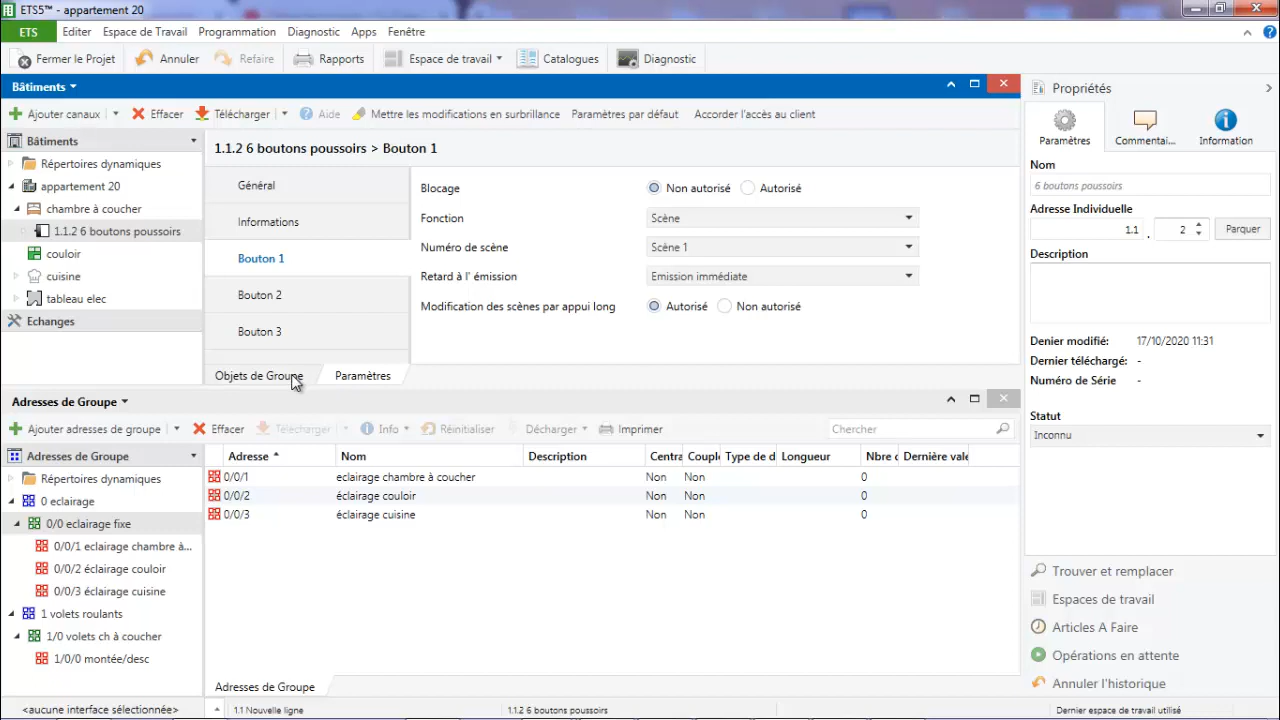 ETS5™ - appartement 20
ETS Editer Espace de Travail Programmation Diagnostic Apps Fenêtre
Fermer le Projet Annuler Refaire Rapports Espace de travail Catalogues Diagnostic
Bâtiments
Ajouter canaux Effacer Télécharger Aide Mettre les modifications en surbrillance Paramètres par défaut Accorder l'accès au client
Bâtiments
Répertoires dynamiques
appartement 20
chambre à coucher
1.1.2 6 boutons poussoirs
couloir
cuisine
tableau elec
Echanges
1.1.2 6 boutons poussoirs > Bouton 1
Général
Informations
Bouton 1
Bouton 2
Bouton 3
Blocage Non autorisé Autorisé
Fonction Scène
Numéro de scène Scène 1
Retard à l' émission Emission immédiate
Modification des scènes par appui long Autorisé Non autorisé
Objets de Groupe Paramètres
Adresses de Groupe
Ajouter adresses de groupe Effacer Télécharger Info Réinitialiser Décharger Imprimer Chercher
Adresses de Groupe
Répertoires dynamiques
0 eclairage
0/0 eclairage fixe
0/0/1 eclairage chambre à...
0/0/2 éclairage couloir
0/0/3 éclairage cuisine
1 volets roulants
1/0 volets ch à coucher
1/0/0 montée/desc
Adresse Nom Description Centra Couple Type de d Longueur Nbre d Dernière vale
0/0/1 eclairage chambre à coucher Non Non 0
0/0/2 éclairage couloir Non Non 0
0/0/3 éclairage cuisine Non Non 0
Adresses de Groupe
Propriétés
Paramètres Commentai... Information
Nom
6 boutons poussoirs
Adresse Individuelle
1.1 . 2 Parquer
Description
Denier modifié: 17/10/2020 11:31
Dernier téléchargé: -
Numéro de Série: -
Statut
Inconnu
Trouver et remplacer
Espaces de travail
Articles A Faire
Opérations en attente
Annuler l'historique
<aucune interface sélectionnée> 1.1 Nouvelle ligne 1.1.2 6 boutons poussoirs Dernier espace de travail utilisé